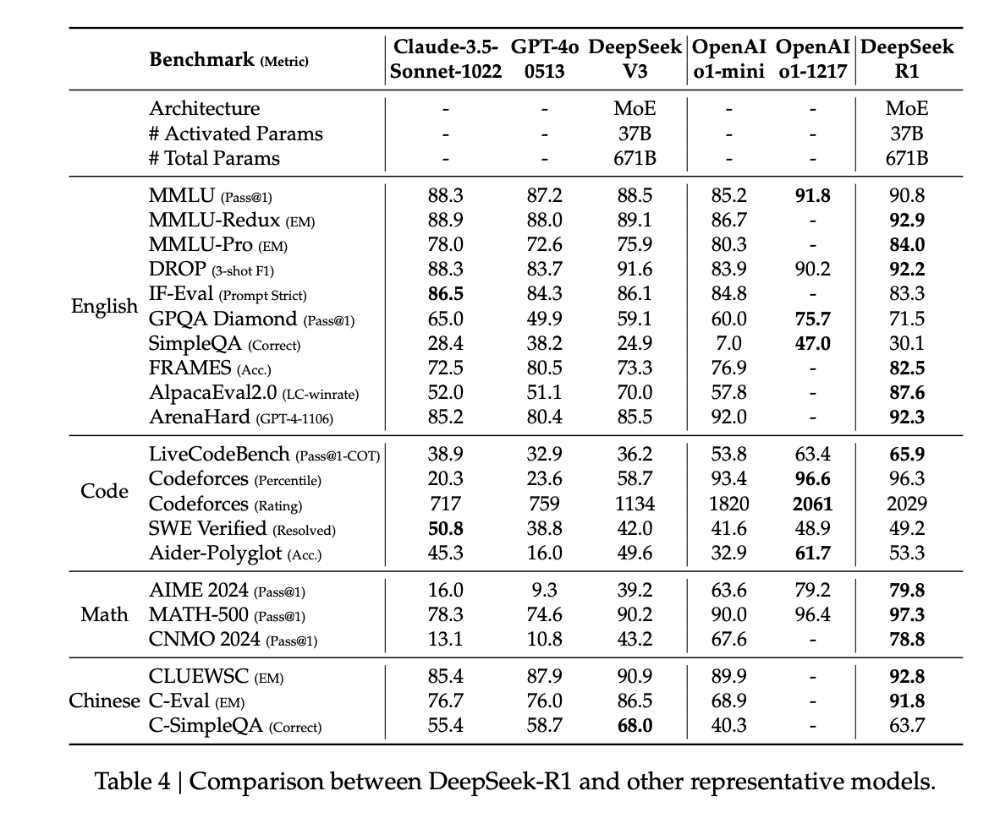 Benchmark (Metric) Claude-3.5- GPT-4o DeepSeek OpenAI OpenAI DeepSeek
Sonnet-1022 0513 V3 o1-mini o1-1217 R1
Architecture - - MoE - - MoE
# Activated Params - - 37B - - 37B
# Total Params - - 671B - - 671B
MMLU (Pass@1) 88.3 87.2 88.5 85.2 91.8 90.8
MMLU-Redux (EM) 88.9 88.0 89.1 86.7 - 92.9
MMLU-Pro (EM) 78.0 72.6 75.9 80.3 - 84.0
DROP (3-shot F1) 88.3 83.7 91.6 83.9 90.2 92.2
IF-Eval (Prompt Strict) 86.5 84.3 86.1 84.8 - 83.3
English
GPQA Diamond (Pass@1) 65.0 49.9 59.1 60.0 75.7 71.5
SimpleQA (Correct) 28.4 38.2 24.9 7.0 47.0 30.1
FRAMES (Acc.) 72.5 80.5 73.3 76.9 - 82.5
AlpacaEval2.0 (LC-winrate) 52.0 51.1 70.0 57.8 - 87.6
ArenaHard (GPT-4-1106) 85.2 80.4 85.5 92.0 - 92.3
LiveCodeBench (Pass@1-COT) 38.9 32.9 36.2 53.8 63.4 65.9
Codeforces (Percentile) 20.3 23.6 58.7 93.4 96.6 96.3
Code
Codeforces (Rating) 717 759 1134 1820 2061 2029
SWE Verified (Resolved) 50.8 38.8 42.0 41.6 48.9 49.2
Aider-Polyglot (Acc.) 45.3 16.0 49.6 32.9 61.7 53.3
AIME 2024 (Pass@1) 16.0 9.3 39.2 63.6 79.2 79.8
Math MATH-500 (Pass@1) 78.3 74.6 90.2 90.0 96.4 97.3
CNMO 2024 (Pass@1) 13.1 10.8 43.2 67.6 - 78.8
CLUEWSC (EM) 85.4 87.9 90.9 89.9 - 92.8
Chinese C-Eval (EM) 76.7 76.0 86.5 68.9 - 91.8
C-SimpleQA (Correct) 55.4 58.7 68.0 40.3 - 63.7
Table 4 | Comparison between DeepSeek-R1 and other representative models.